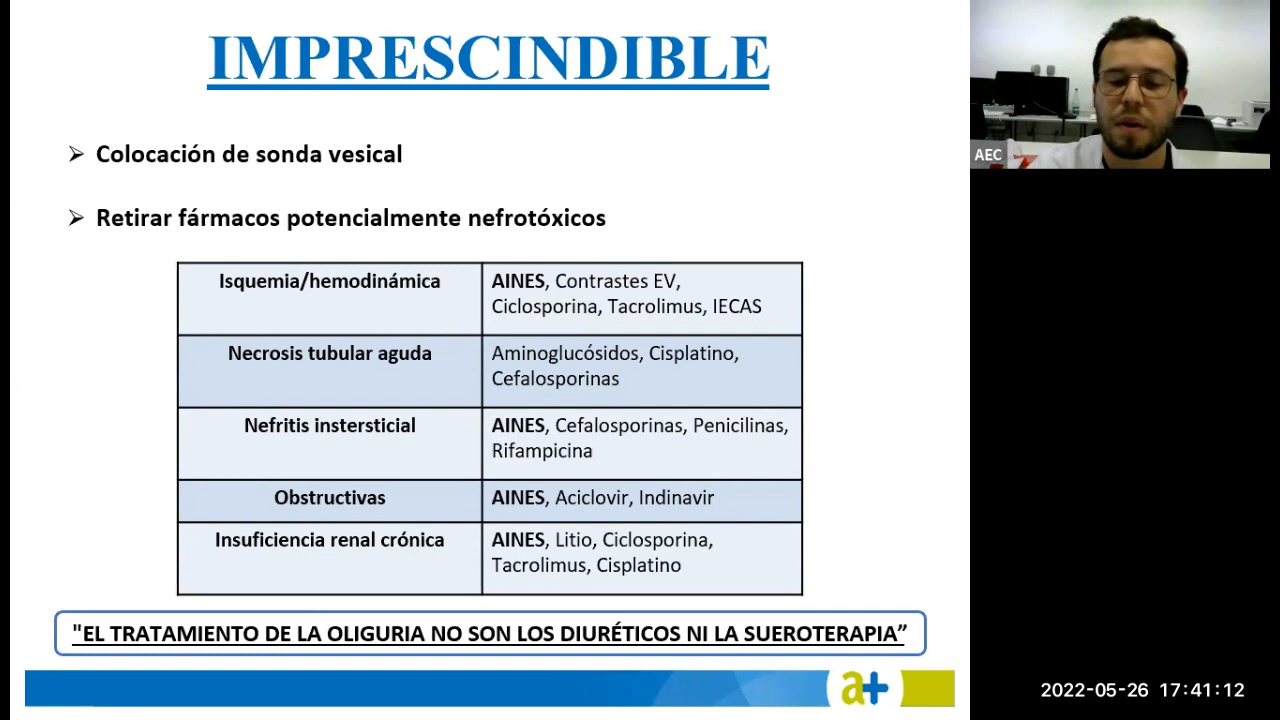 IMPRESCINDIBLE
➢ Colocación de sonda vesical
➢ Retirar fármacos potencialmente nefrotóxicos
Isquemia/hemodinámica
AINES, Contrastes EV,
Ciclosporina, Tacrolimus, IECAS
Necrosis tubular aguda
Aminoglucósidos, Cisplatino,
Cefalosporinas
Nefritis instersticial
AINES, Cefalosporinas, Penicilinas,
Rifampicina
Obstructivas
AINES, Aciclovir, Indinavir
Insuficiencia renal crónica
AINES, Litio, Ciclosporina,
Tacrolimus, Cisplatino
"EL TRATAMIENTO DE LA OLIGURIA NO SON LOS DIURÉTICOS NI LA SUEROTERAPIA”
a+
AEC
2022-05-26 17:41:12